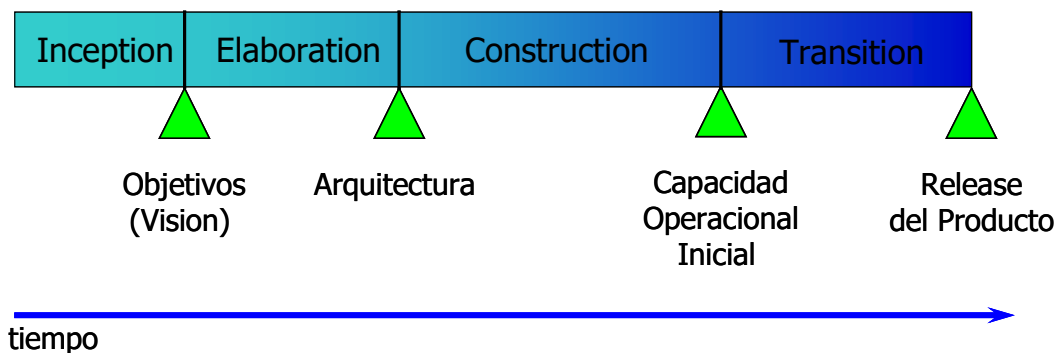 Inception Elaboration Construction Transition
Objetivos
(Vision)
Arquitectura
Capacidad
Operacional
Inicial
Release
del Producto
tiempo